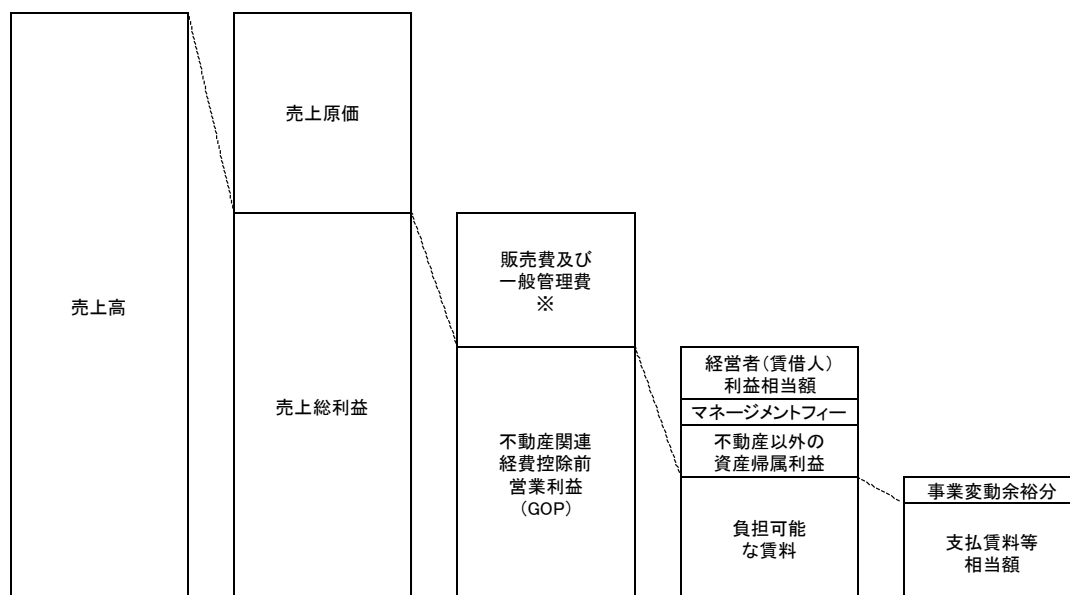 売上高
売上原価
売上総利益
販売費及び
一般管理費
※
不動産関連
経費控除前
営業利益
(GOP)
経営者(賃借人)
利益相当額
マネージメントフィー
不動産以外の
資産帰属利益
負担可能
な賃料
事業変動余裕分
支払賃料等
相当額